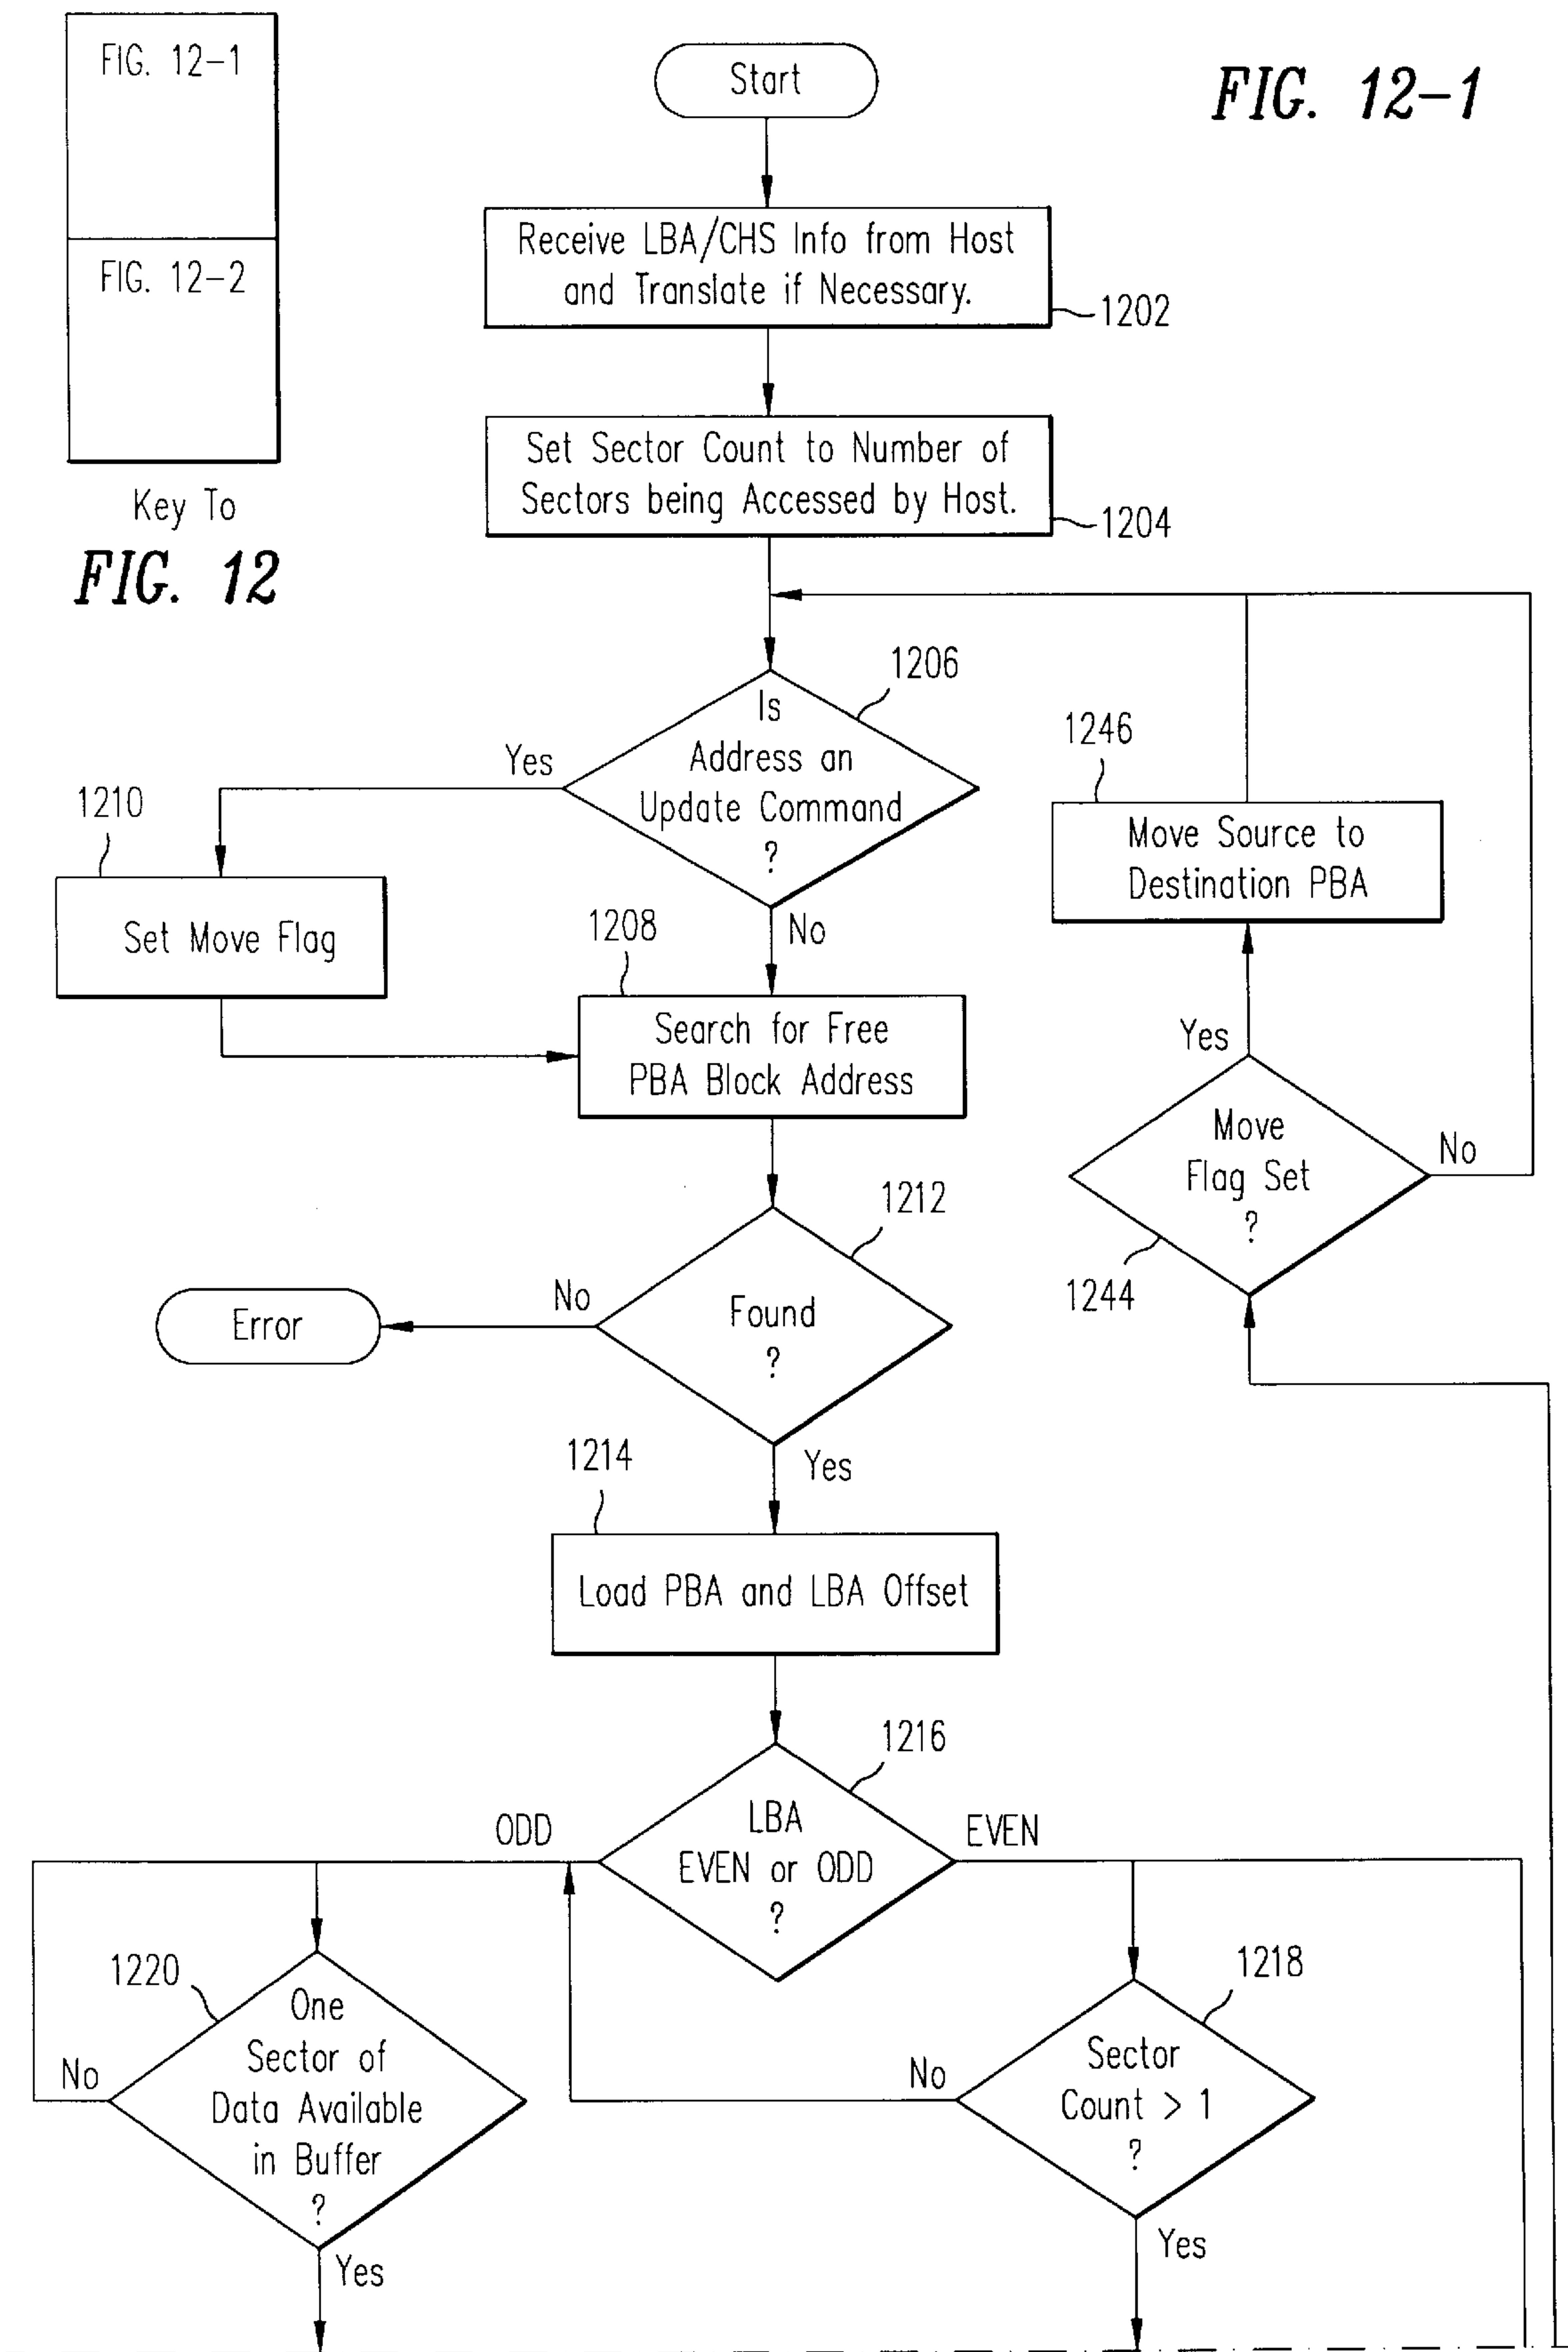 FIG. 12-1
FIG. 12-2
Key To
FIG. 12
FIG. 12-1
Start
Receive LBA/CHS Info from Host
and Translate if Necessary.
1202
Set Sector Count to Number of
Sectors being Accessed by Host.
1204
1206
Is
Address an
Update Command
?
Yes
No
1210
Set Move Flag
1208
Search for Free
PBA Block Address
1246
Move Source to
Destination PBA
Yes
Move
Flag Set
?
No
1244
1212
Found
?
No
Error
Yes
1214
Load PBA and LBA Offset
1216
LBA
EVEN or ODD
?
ODD
EVEN
1220
One
Sector of
Data Available
in Buffer
?
No
Yes
1218
Sector
Count > 1
?
No
Yes